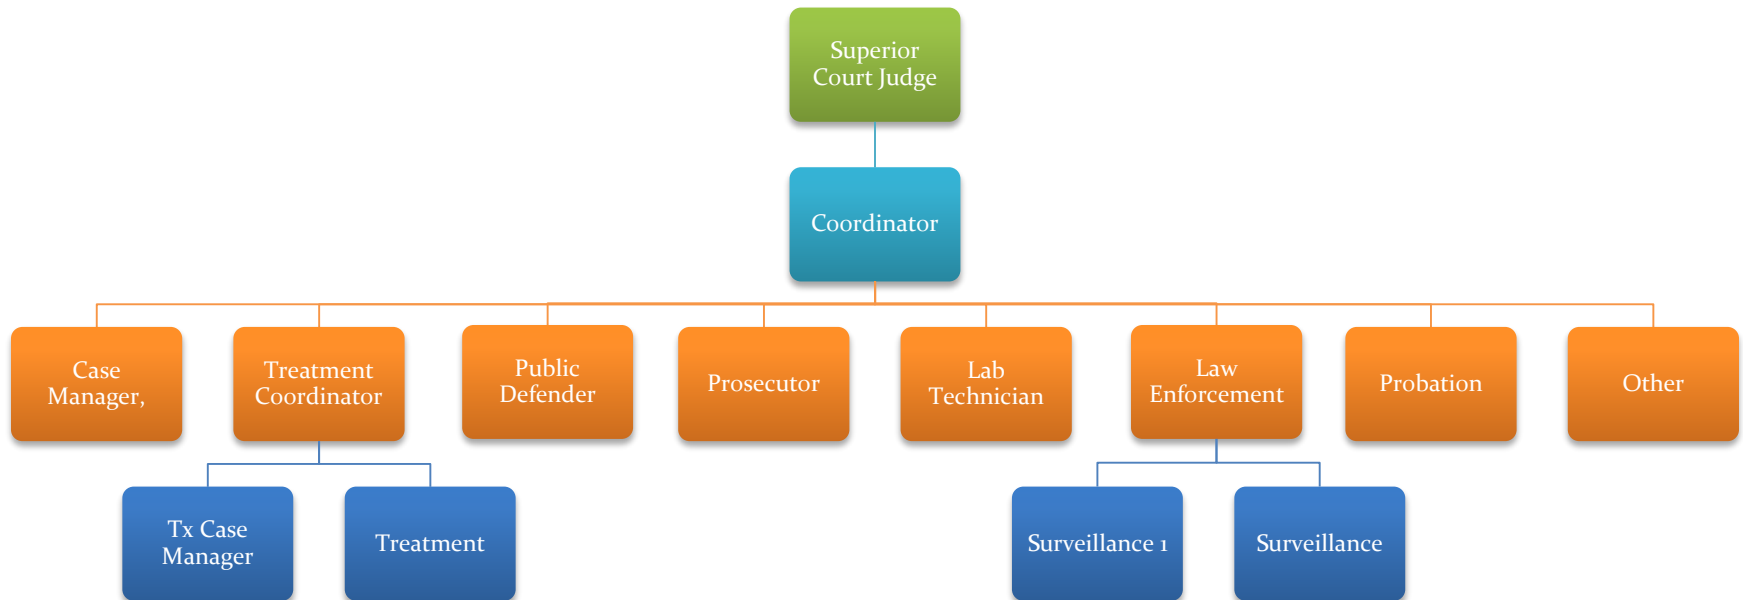 Superior
Court Judge
Coordinator
Case
Manager,
Treatment
Coordinator
Public
Defender
Prosecutor
Lab
Technician
Law
Enforcement
Probation
Other
Tx Case
Manager
Treatment
Surveillance 1
Surveillance